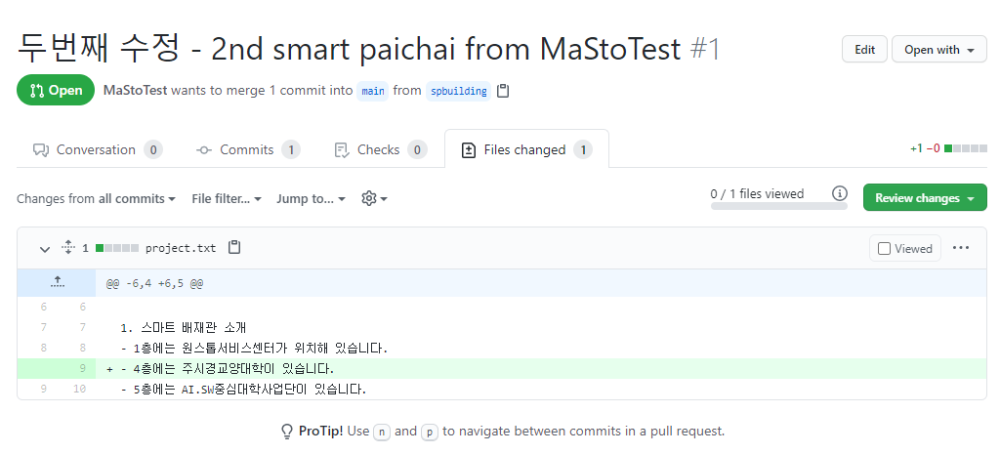 두번째 수정 - 2nd smart paichai from MaStoTest #1
Edit
Open with
Open
MaStoTest wants to merge 1 commit into main from spbuilding
Conversation 0
Commits 1
Checks 0
Files changed 1
+1 −0
Changes from all commits
File filter...
Jump to...
0 / 1 files viewed
Review changes
1 project.txt
Viewed
@@ -6,4 +6,5 @@
6 6
7 7 1. 스마트 배재관 소개
8 8 - 1층에는 원스톱서비스센터가 위치해 있습니다.
9 + - 4층에는 주시경교양대학이 있습니다.
9 10 - 5층에는 AI.SW중심대학사업단이 있습니다.
ProTip! Use n and p to navigate between commits in a pull request.